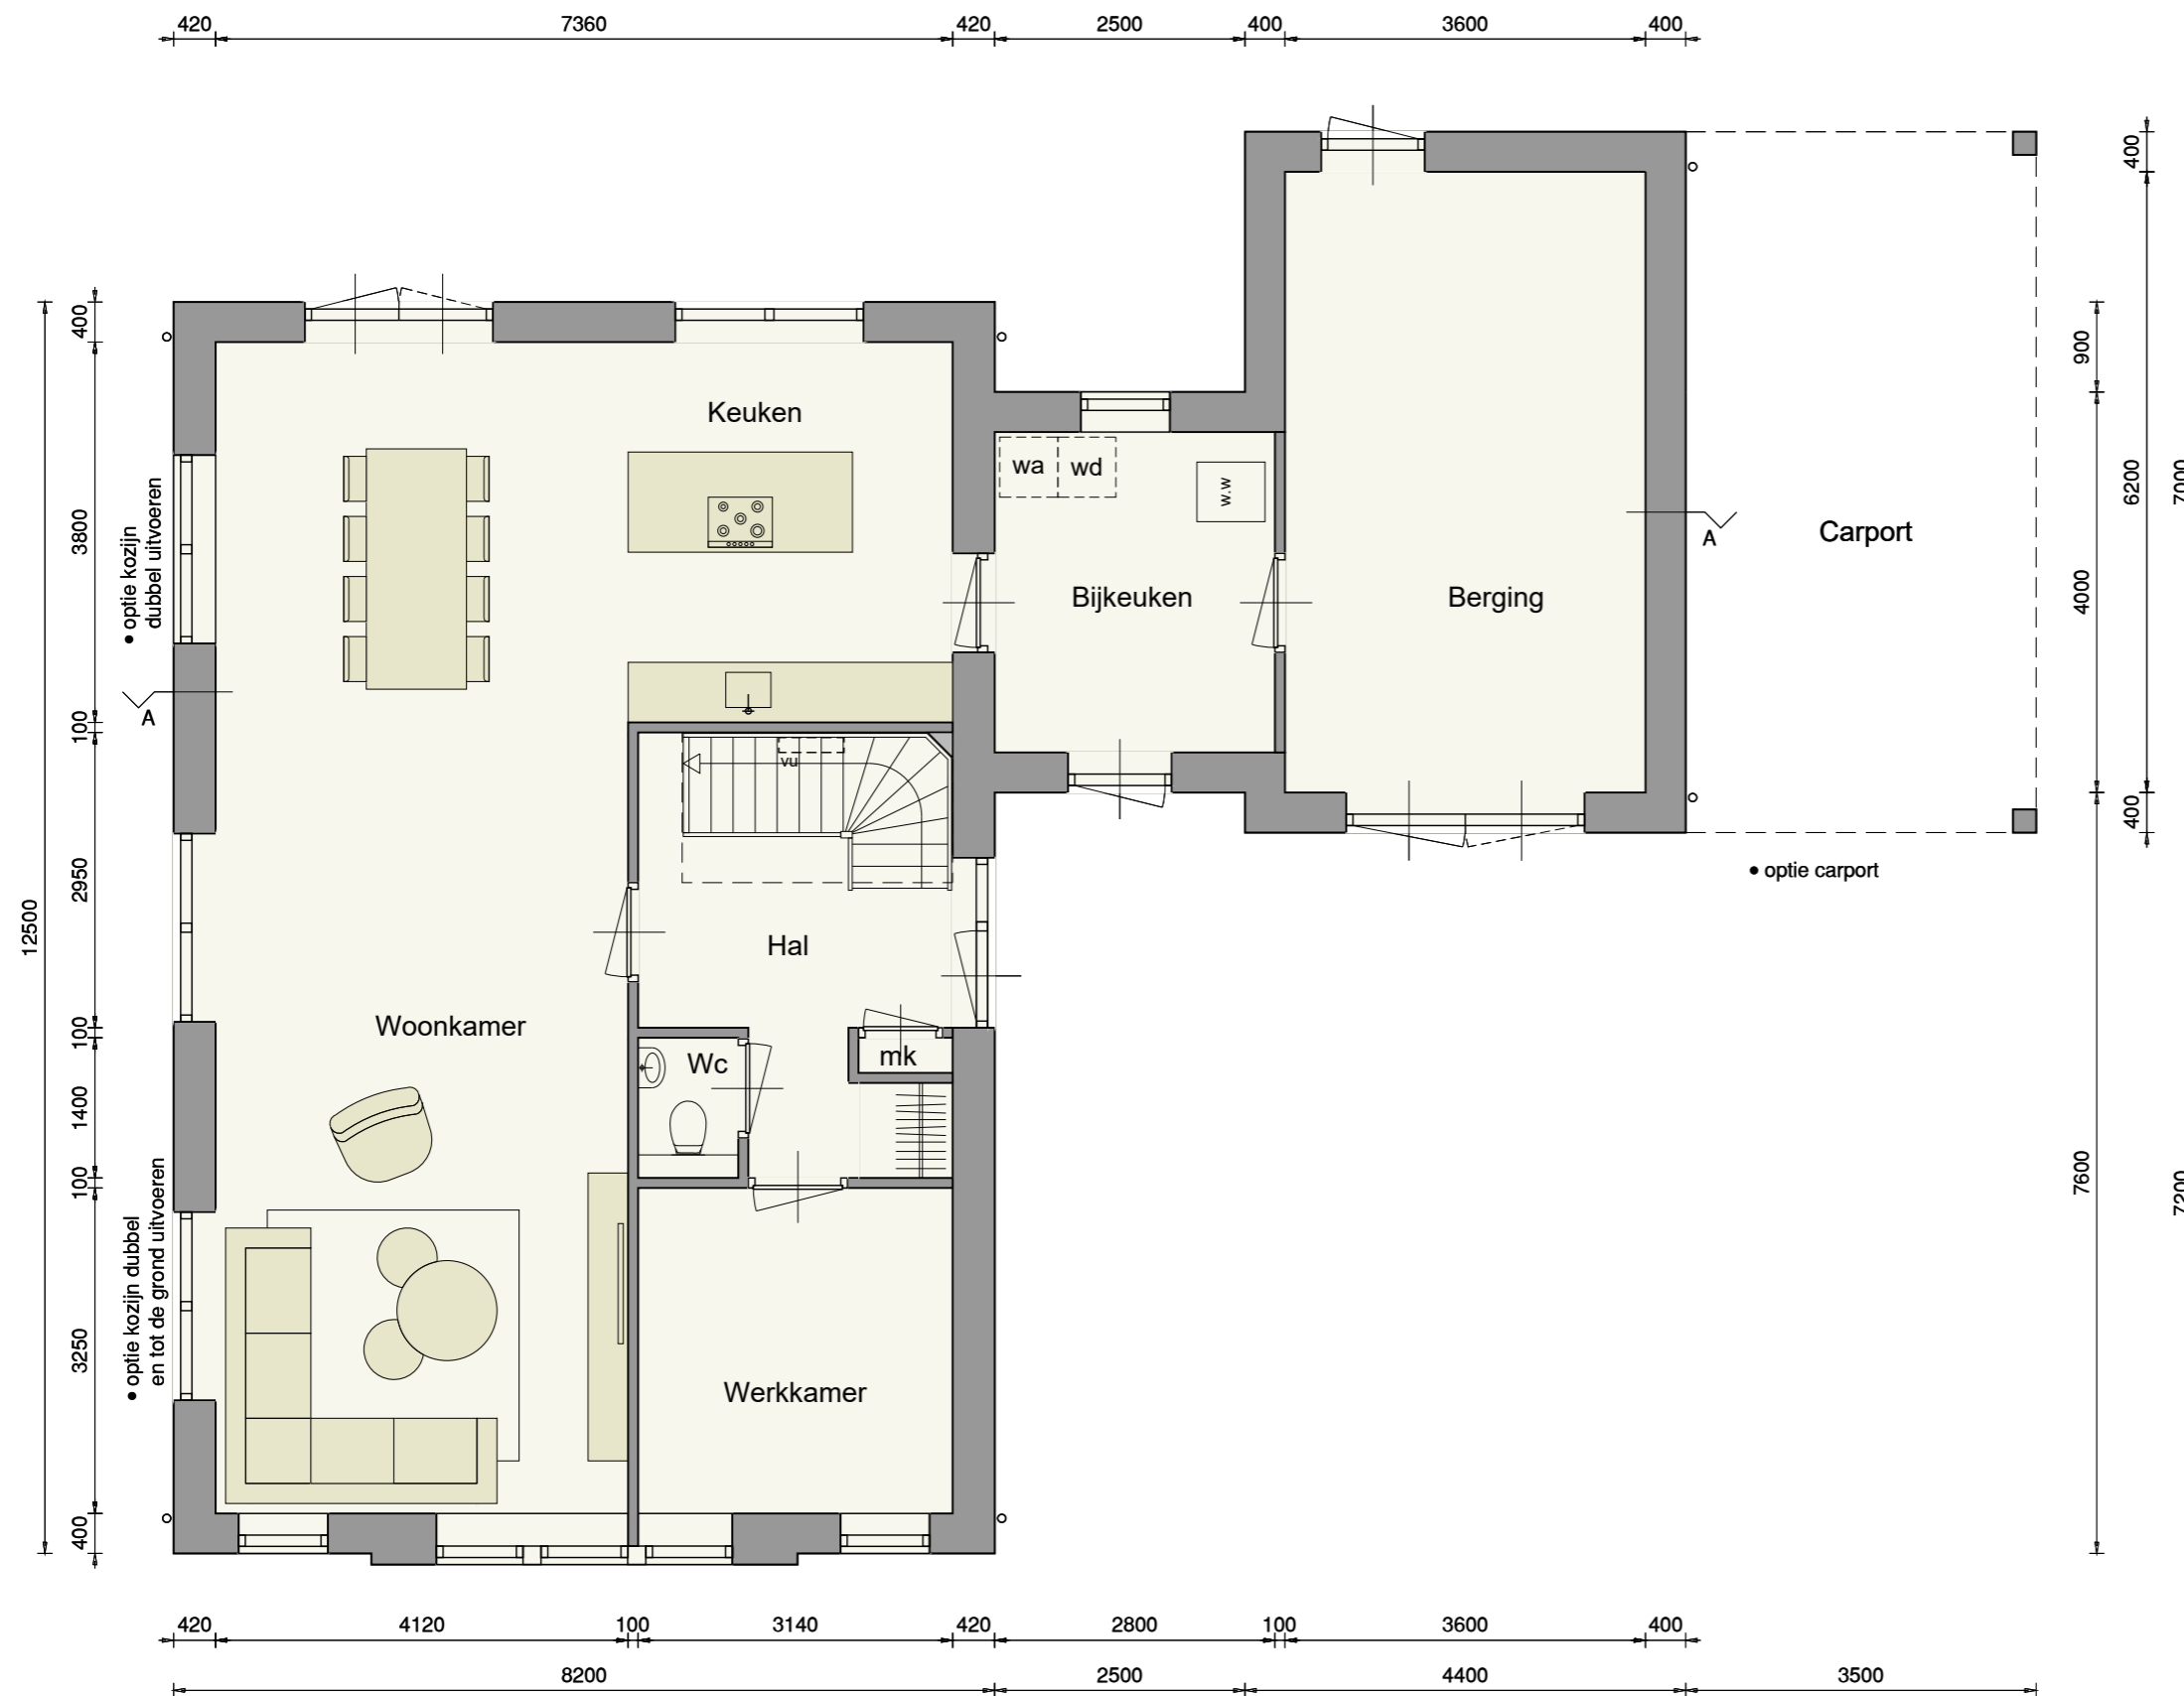 420 7360 420 2500 400 3600 400
400
900
400
Keuken
wa wd
w.w
3800
6200
7000
• optie kozijn
dubbel uitvoeren
Carport
A
Bijkeuken
Berging
4000
A
100
vu
400
2950
• optie carport
12500
Hal
Woonkamer
100
Wc
mk
1400
100
7600
7200
• optie kozijn dubbel
en tot de grond uitvoeren
3250
Werkkamer
400
420 4120 100 3140 420 2800 100 3600 400
8200 2500 4400 3500